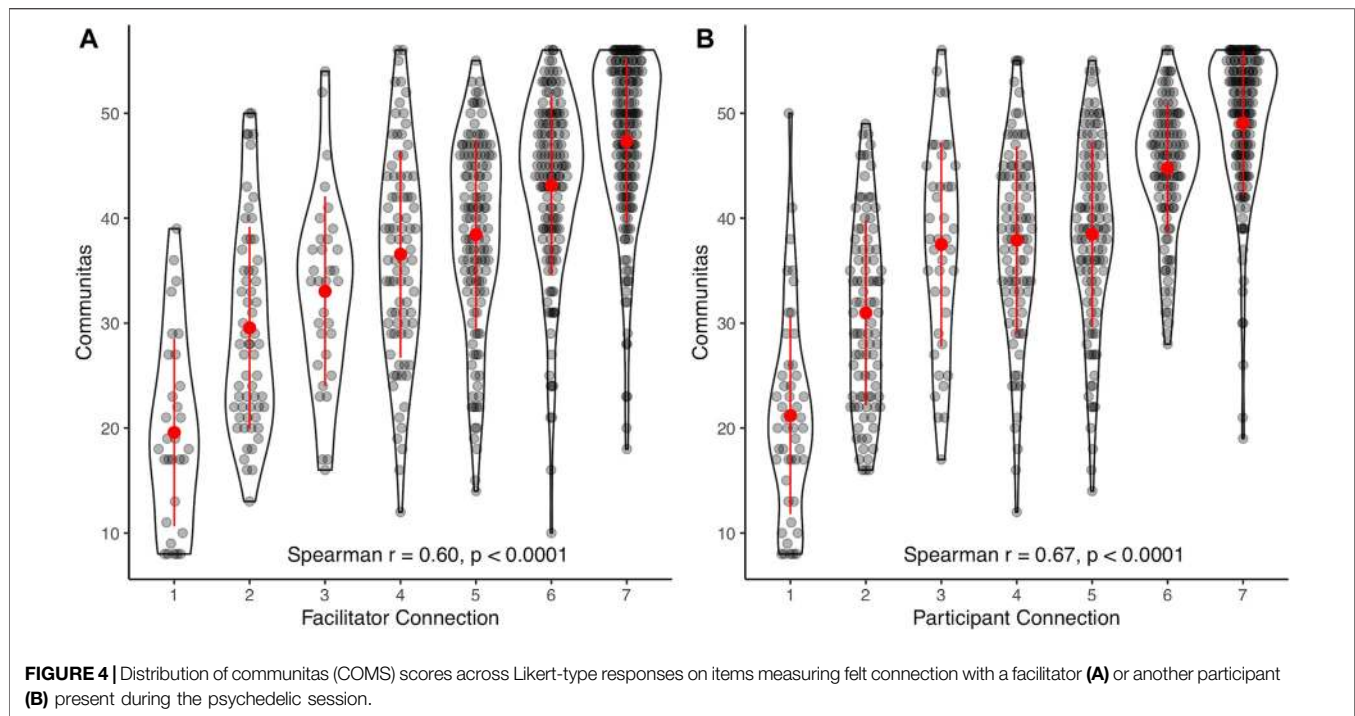 A
B
Communitas
50
40
30
20
10
Spearman r = 0.60, p < 0.0001
1 2 3 4 5 6 7
Facilitator Connection
Communitas
50
40
30
20
10
Spearman r = 0.67, p < 0.0001
1 2 3 4 5 6 7
Participant Connection
FIGURE 4 | Distribution of communitas (COMS) scores across Likert-type responses on items measuring felt connection with a facilitator (A) or another participant
(B) present during the psychedelic session.